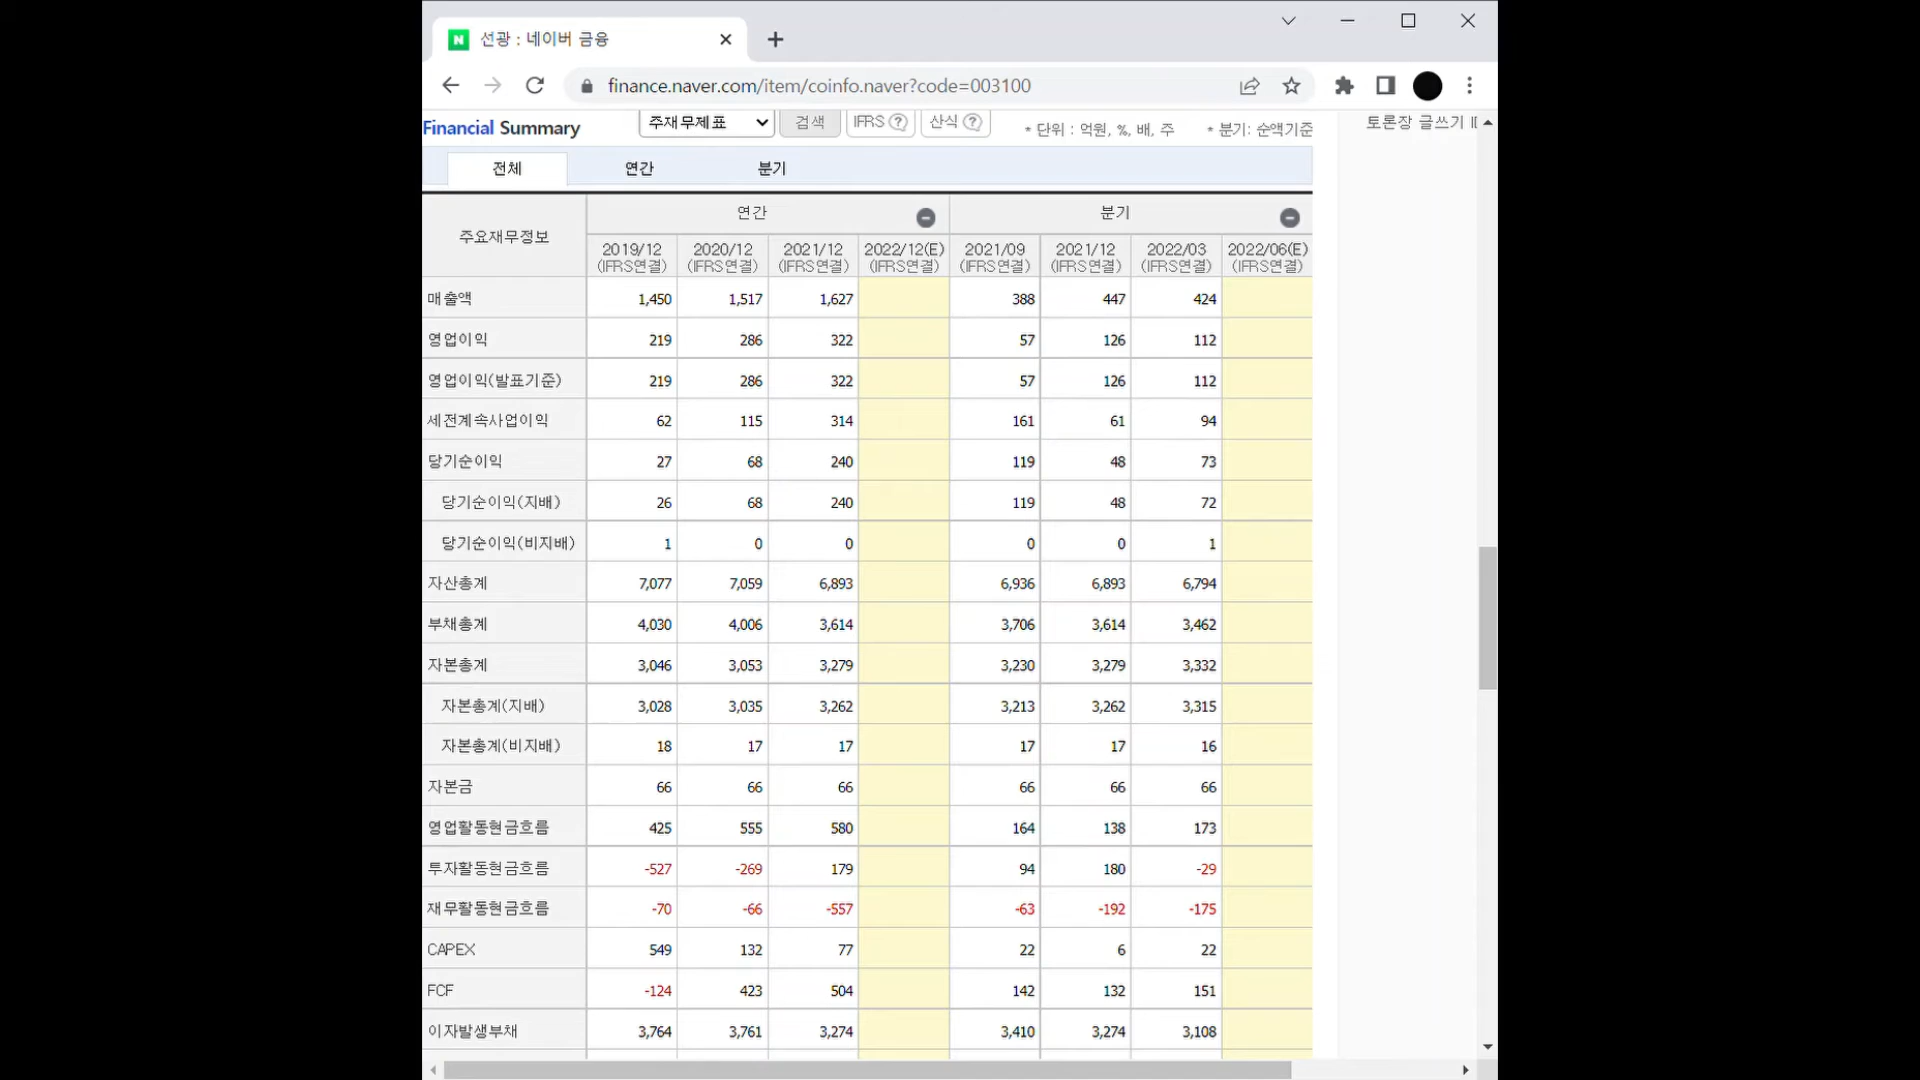 선광 : 네이버 금융
finance.naver.com/item/coinfo.naver?code=003100
Financial Summary 주재무제표 검색 IFRS ? 산식 ? * 단위 : 억원, %, 배, 주 * 분기: 순액기준 토론장 글쓰기
전체 연간 분기
주요재무정보 연간 분기
2019/12 2020/12 2021/12 2022/12(E) 2021/09 2021/12 2022/03 2022/06(E)
(IFRS연결) (IFRS연결) (IFRS연결) (IFRS연결) (IFRS연결) (IFRS연결) (IFRS연결) (IFRS연결)
매출액 1,450 1,517 1,627 388 447 424
영업이익 219 286 322 57 126 112
영업이익(발표기준) 219 286 322 57 126 112
세전계속사업이익 62 115 314 161 61 94
당기순이익 27 68 240 119 48 73
당기순이익(지배) 26 68 240 119 48 72
당기순이익(비지배) 1 0 0 0 0 1
자산총계 7,077 7,059 6,893 6,936 6,893 6,794
부채총계 4,030 4,006 3,614 3,706 3,614 3,462
자본총계 3,046 3,053 3,279 3,230 3,279 3,332
자본총계(지배) 3,028 3,035 3,262 3,213 3,262 3,315
자본총계(비지배) 18 17 17 17 17 16
자본금 66 66 66 66 66 66
영업활동현금흐름 425 555 580 164 138 173
투자활동현금흐름 -527 -269 179 94 180 -29
재무활동현금흐름 -70 -66 -557 -63 -192 -175
CAPEX 549 132 77 22 6 22
FCF -124 423 504 142 132 151
이자발생부채 3,764 3,761 3,274 3,410 3,274 3,108